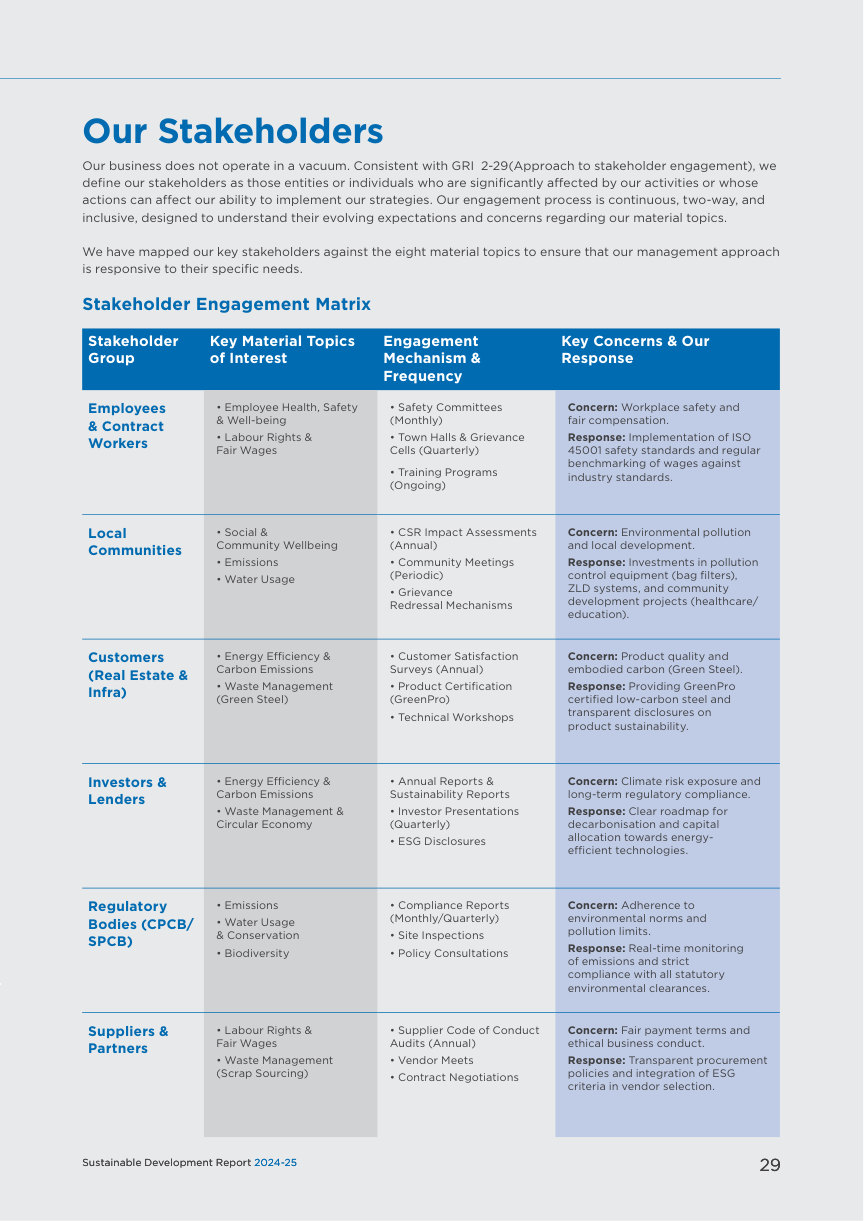 Our Stakeholders
Our business does not operate in a vacuum. Consistent with GRI  2-29(Approach to stakeholder engagement), we
define our stakeholders as those entities or individuals who are significantly affected by our activities or whose
actions can affect our ability to implement our strategies. Our engagement process is continuous, two-way, and
inclusive, designed to understand their evolving expectations and concerns regarding our material topics.
We have mapped our key stakeholders against the eight material topics to ensure that our management approach
is responsive to their specific needs.
Stakeholder Engagement Matrix
Stakeholder
Group
Key Material Topics
of Interest
Engagement
Mechanism &
Frequency
Key Concerns & Our
Response
Employees
& Contract
Workers
• Employee Health, Safety
& Well-being
• Labour Rights &
Fair Wages
• Safety Committees
(Monthly)
• Town Halls & Grievance
Cells (Quarterly)
• Training Programs
(Ongoing)
Concern: Workplace safety and
fair compensation.
Response: Implementation of ISO
45001 safety standards and regular
benchmarking of wages against
industry standards.
Local
Communities
• Social &
Community Wellbeing
• Emissions
• Water Usage
• CSR Impact Assessments
(Annual)
• Community Meetings
(Periodic)
• Grievance
Redressal Mechanisms
Concern: Environmental pollution
and local development.
Response: Investments in pollution
control equipment (bag filters),
ZLD systems, and community
development projects (healthcare/
education).
Customers
(Real Estate &
Infra)
• Energy Efficiency &
Carbon Emissions
• Waste Management
(Green Steel)
• Customer Satisfaction
Surveys (Annual)
• Product Certification
(GreenPro)
• Technical Workshops
Concern: Product quality and
embodied carbon (Green Steel).
Response: Providing GreenPro
certified low-carbon steel and
transparent disclosures on
product sustainability.
Investors &
Lenders
• Energy Efficiency &
Carbon Emissions
• Waste Management &
Circular Economy
• Annual Reports &
Sustainability Reports
• Investor Presentations
(Quarterly)
• ESG Disclosures
Concern: Climate risk exposure and
long-term regulatory compliance.
Response: Clear roadmap for
decarbonisation and capital
allocation towards energy-
efficient technologies.
Regulatory
Bodies (CPCB/
SPCB)
• Emissions
• Water Usage
& Conservation
• Biodiversity
• Compliance Reports
(Monthly/Quarterly)
• Site Inspections
• Policy Consultations
Concern: Adherence to
environmental norms and
pollution limits.
Response: Real-time monitoring
of emissions and strict
compliance with all statutory
environmental clearances.
Suppliers &
Partners
• Labour Rights &
Fair Wages
• Waste Management
(Scrap Sourcing)
• Supplier Code of Conduct
Audits (Annual)
• Vendor Meets
• Contract Negotiations
Concern: Fair payment terms and
ethical business conduct.
Response: Transparent procurement
policies and integration of ESG
criteria in vendor selection.
Sustainable Development Report 2024-25
29